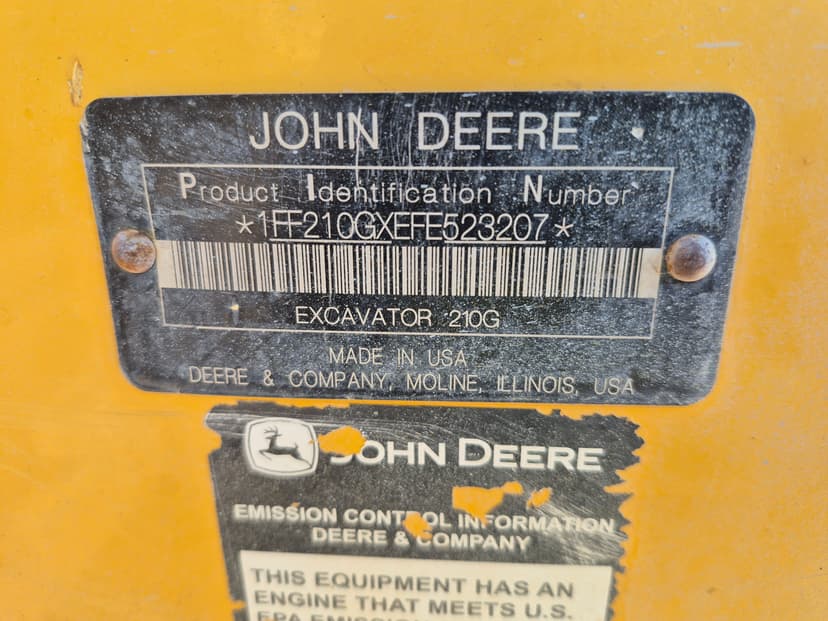 JOHN DEERE
Product Identification Number
*1FF210GXEFE523207*
EXCAVATOR 210G
MADE IN USA
DEERE & COMPANY, MOLINE, ILLINOIS, USA
JOHN DEERE
EMISSION CONTROL INFORMATION
DEERE & COMPANY
THIS EQUIPMENT HAS AN
ENGINE THAT MEETS U.S.
EPA